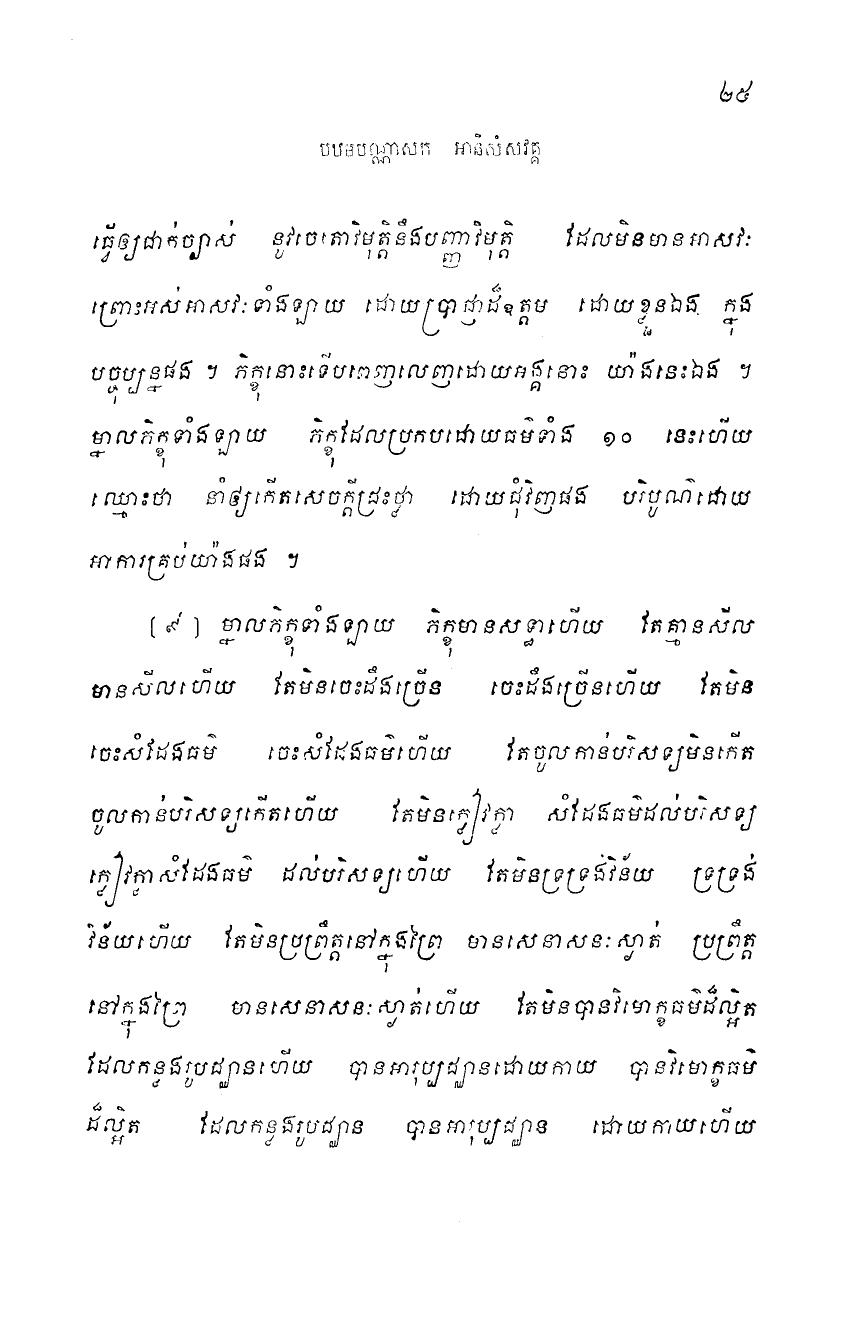 ២៥
បឋមបណ្ណាសក អានិសំសវគ្គ
ធ្វើឲ្យជាក់ច្បាស់ នូវចេតោវិមុត្តិនឹងបញ្ញាវិមុត្តិ ដែលមិនមានអាសវៈ
ព្រោះអស់អាសវៈទាំងឡាយ ដោយប្រាជ្ញាដ៏ឧត្តម ដោយខ្លួនឯង ក្នុង
បច្ចុប្បន្នផង ។ ភិក្ខុនោះទើបពេញលេញដោយអង្គនោះ យ៉ាងនេះឯង ។
ម្នាលភិក្ខុទាំងឡាយ ភិក្ខុដែលប្រកបដោយធម៌ទាំង ១០ នេះហើយ
ឈ្មោះថា នាំឲ្យកើតសេចក្តីជ្រះថ្លា ដោយជុំវិញផង បរិបូណ៌ដោយ
អាការគ្រប់យ៉ាងផង ។
[ ៩ ] ម្នាលភិក្ខុទាំងឡាយ ភិក្ខុមានសទ្ធាហើយ តែគ្មានសីល
មានសីលហើយ តែមិនចេះដឹងច្រើន ចេះដឹងច្រើនហើយ តែមិន
ចេះសំដែងធម៌ ចេះសំដែងធម៌ហើយ តែចូលកាន់បរិសទ្យមិនកើត
ចូលកាន់បរិសទ្យកើតហើយ តែមិនក្លៀវក្លា សំដែងធម៌ដល់បរិសទ្យ
ក្លៀវក្លាសំដែងធម៌ ដល់បរិសទ្យហើយ តែមិនទ្រទ្រង់វិន័យ ទ្រទ្រង់
វិន័យហើយ តែមិនប្រព្រឹត្តនៅក្នុងព្រៃ មានសេនាសនៈស្ងាត់ ប្រព្រឹត្ត
នៅក្នុងព្រៃ មានសេនាសនៈស្ងាត់ហើយ តែមិនបានវិមោក្ខធម៌ដ៏ល្អិត
ដែលកន្លងរូបជ្ឈានហើយ បានអារុប្បជ្ឈានដោយកាយ បានវិមោក្ខធម៌
ដ៏ល្អិត ដែលកន្លងរូបជ្ឈាន បានអារុប្បជ្ឈាន ដោយកាយហើយ